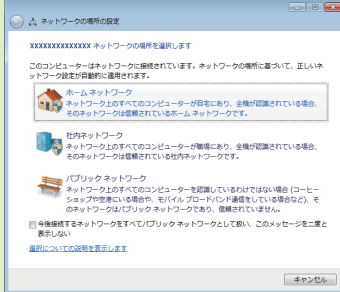 ネットワークの場所の設定
XXXXXXXXXXXXX ネットワークの場所を選択します
このコンピューターはネットワークに接続されています。ネットワークの場所に基づいて、正しいネ
ットワーク設定が自動的に適用されます。
ホーム ネットワーク
ネットワーク上のすべてのコンピューターが自宅にあり、全機が認識されている場合、
そのネットワークは信頼されているホーム ネットワークです。
社内ネットワーク
ネットワーク上のすべてのコンピューターが職場にあり、全機が認識されている場合、
そのネットワークは信頼されている社内ネットワークです。
パブリック ネットワーク
ネットワーク上のすべてのコンピューターを認識しているわけではない場合 (コーヒー
ショップや空港にいる場合や、モバイル ブロードバンド通信をしている場合など)、そ
のネットワークはパブリック ネットワークであり、信頼されていません。
今後接続するネットワークをすべてパブリック ネットワークとして扱い、このメッセージを二度と
表示しない
選択についての説明を表示します
キャンセル